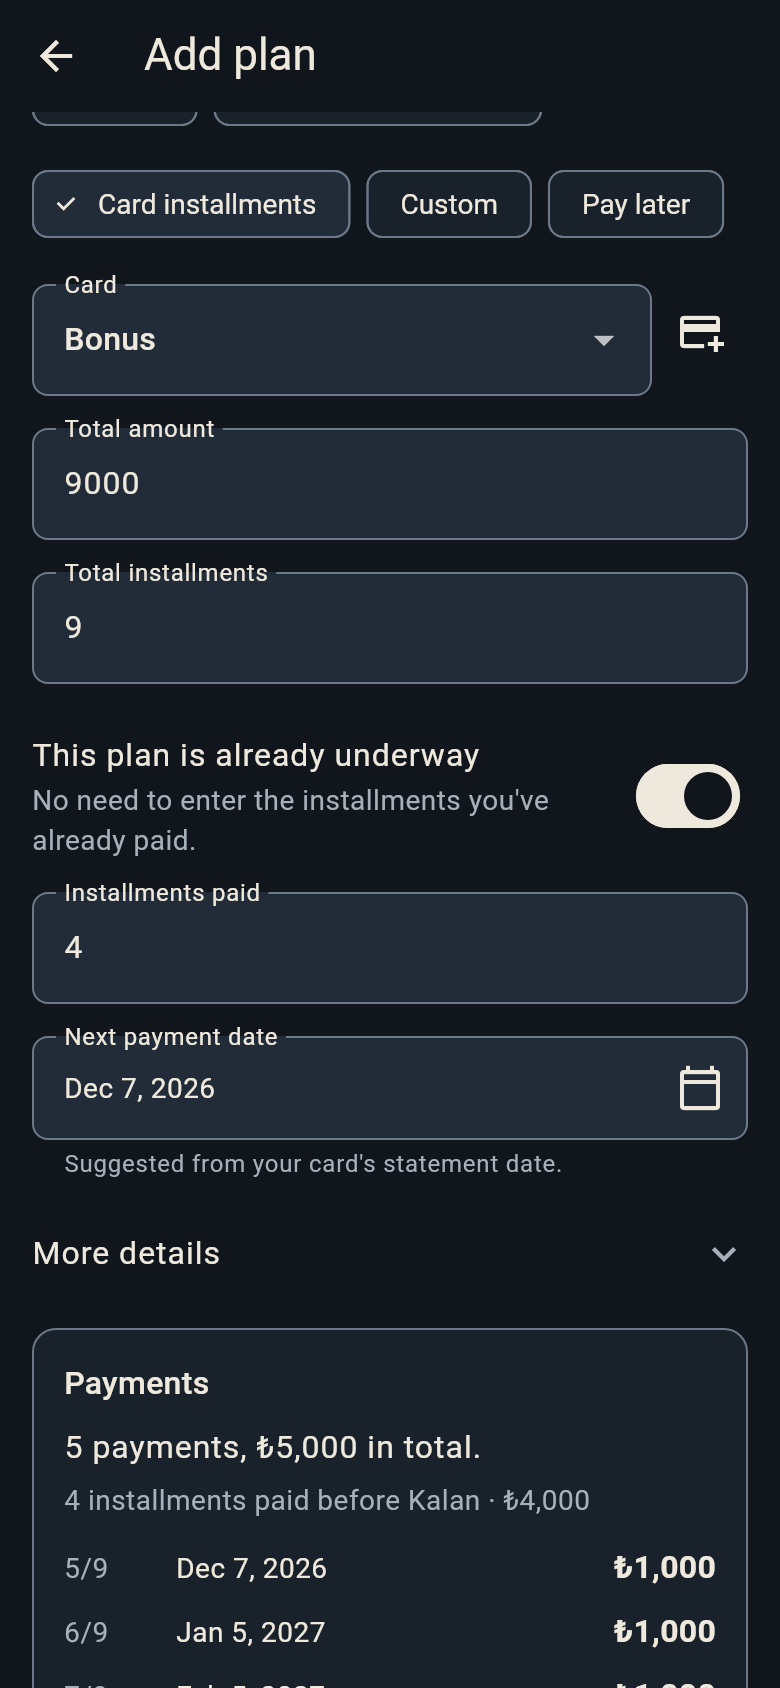 Add plan
Card installments
Custom
Pay later
Card
Bonus
Total amount
9000
Total installments
9
This plan is already underway
No need to enter the installments you've
already paid.
Installments paid
4
Next payment date
Dec 7, 2026
Suggested from your card's statement date.
More details
Payments
5 payments, ₺5,000 in total.
4 installments paid before Kalan · ₺4,000
5/9 Dec 7, 2026 ₺1,000
6/9 Jan 5, 2027 ₺1,000